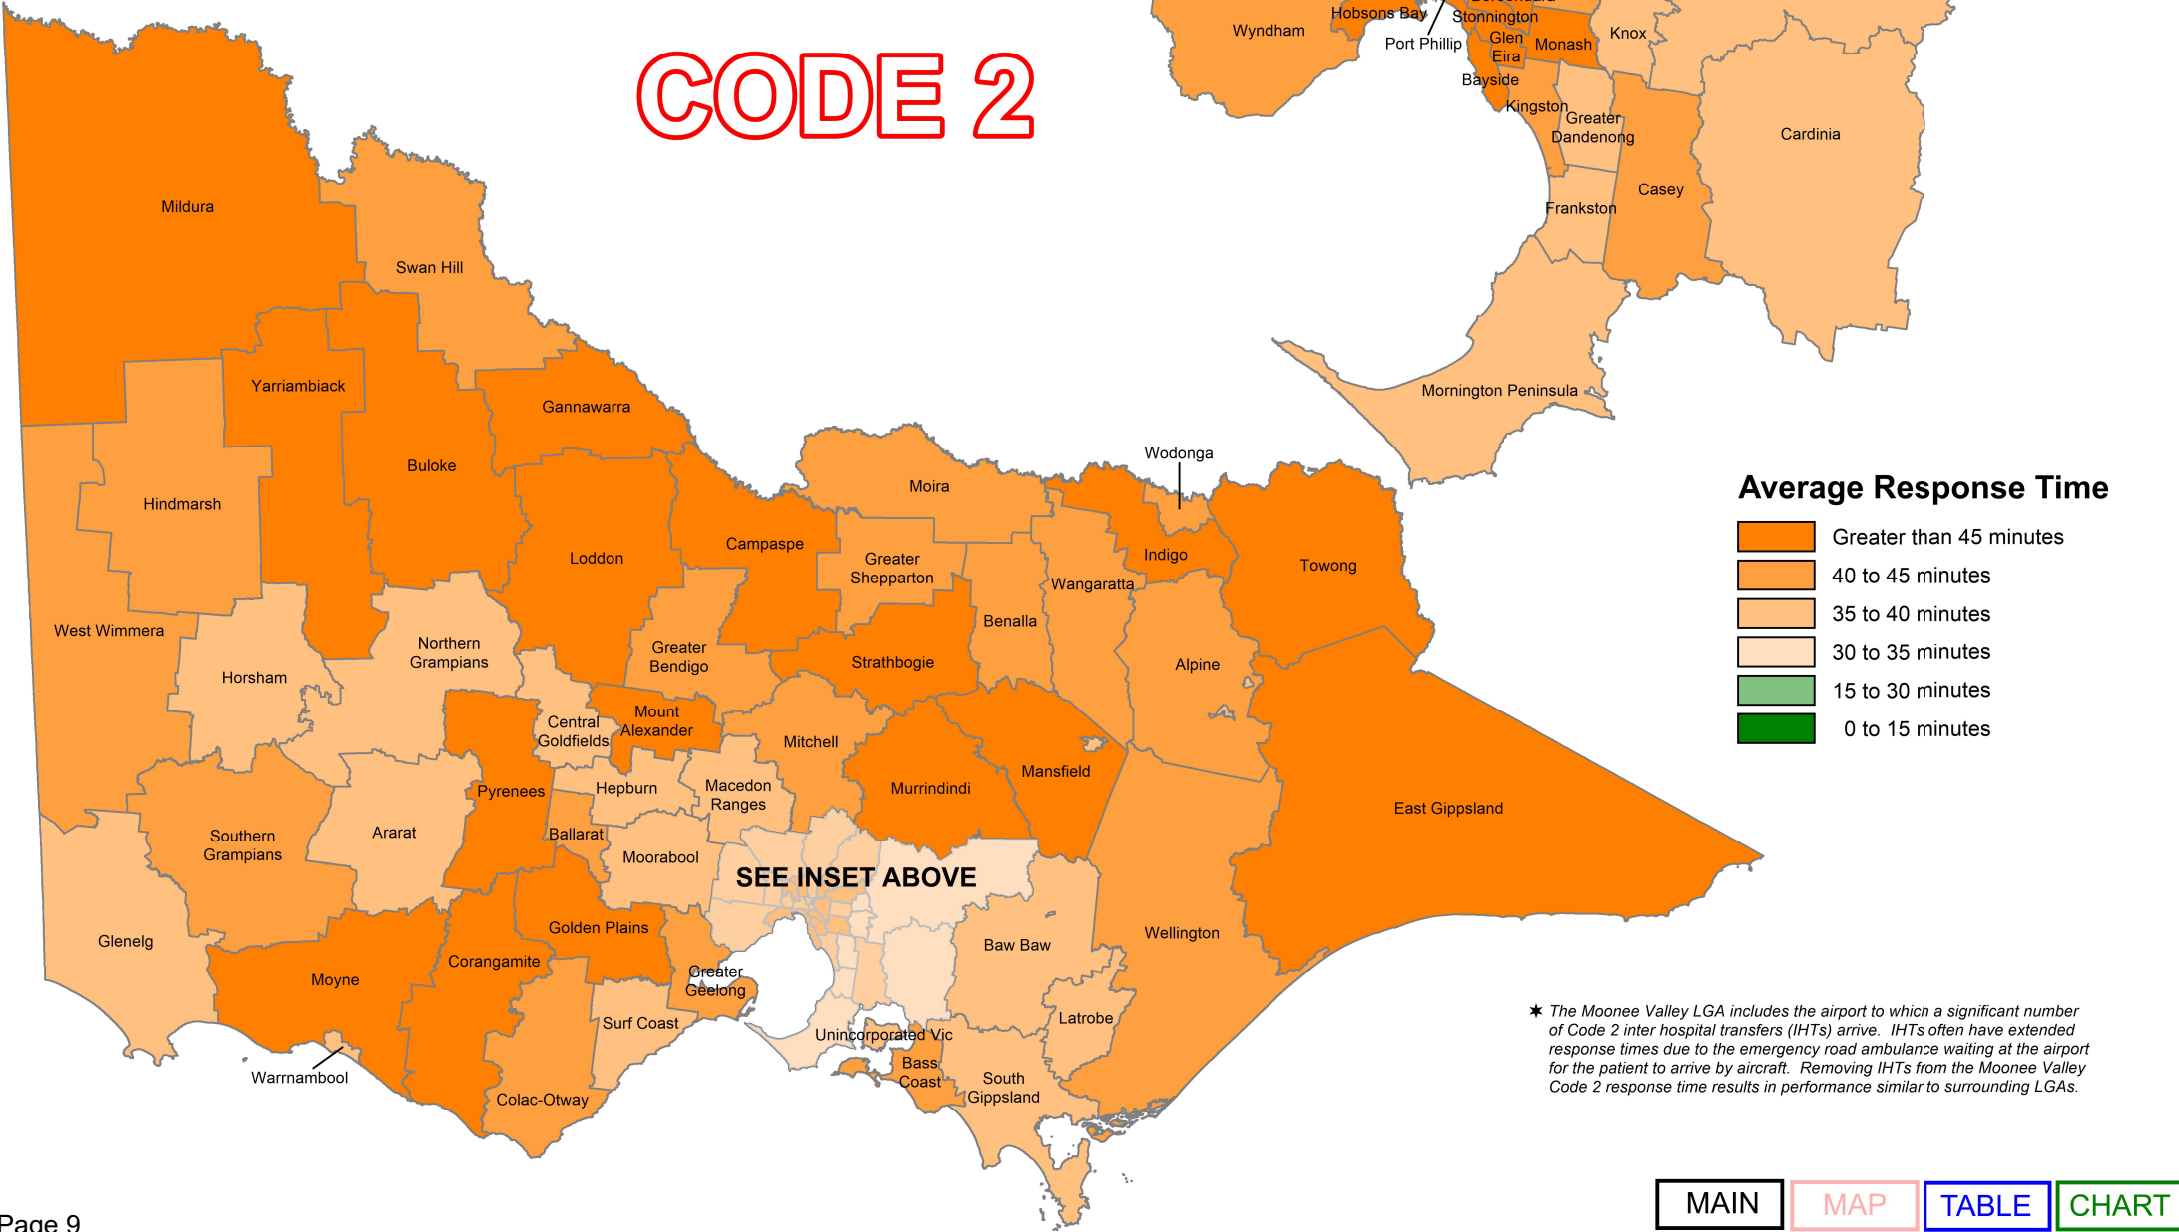 Boroondara
Hobsons Bay
Stonnington
Wyndham
Port Phillip
Glen
Eira
Monash
Knox
Bayside
Kingston
Greater
Dandenong
Cardinia
Casey
Frankston
Mornington Peninsula
CODE 2
Mildura
Swan Hill
Yarriambiack
Gannawarra
Buloke
Hindmarsh
Moira
Wodonga
Loddon
Campaspe
Greater
Shepparton
Indigo
Towong
Wangaratta
Benalla
West Wimmera
Northern
Grampians
Horsham
Greater
Bendigo
Strathbogie
Alpine
Central
Goldfields
Mount
Alexander
Mitchell
Mansfield
Pyrenees
Hepburn
Macedon
Ranges
Murrindindi
East Gippsland
Southern
Grampians
Ararat
Ballarat
Moorabool
SEE INSET ABOVE
Glenelg
Golden Plains
Baw Baw
Wellington
Moyne
Corangamite
Greater
Geelong
Surf Coast
Unincorporated Vic
Latrobe
Warrnambool
Colac-Otway
Bass
Coast
South
Gippsland
Average Response Time
Greater than 45 minutes
40 to 45 minutes
35 to 40 minutes
30 to 35 minutes
15 to 30 minutes
0 to 15 minutes
✶ The Moonee Valley LGA includes the airport to which a significant number
of Code 2 inter hospital transfers (IHTs) arrive. IHTs often have extended
response times due to the emergency road ambulance waiting at the airport
for the patient to arrive by aircraft. Removing IHTs from the Moonee Valley
Code 2 response time results in performance similar to surrounding LGAs.
MAIN
MAP
TABLE
CHART
Page 9